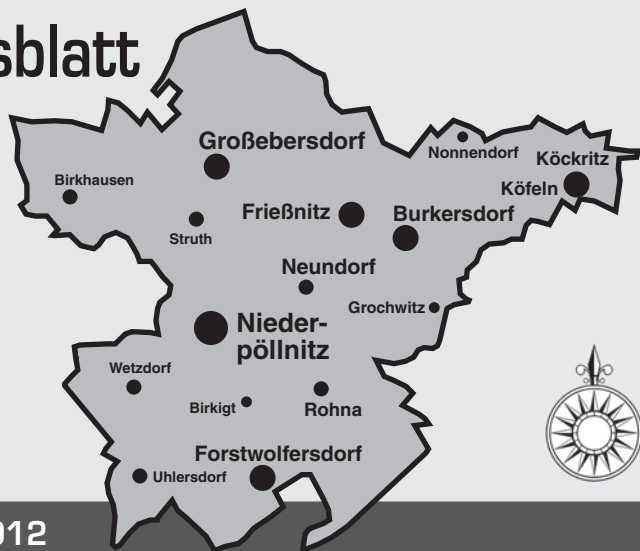 sblatt
Großebersdorf
Nonnendorf
Köckritz
Birkhausen
Köfeln
Frießnitz
Burkersdorf
Struth
Neundorf
Grochwitz
Nieder-
pöllnitz
Wetzdorf
Birkigt
Rohna
Forstwolfersdorf
Uhlersdorf
012